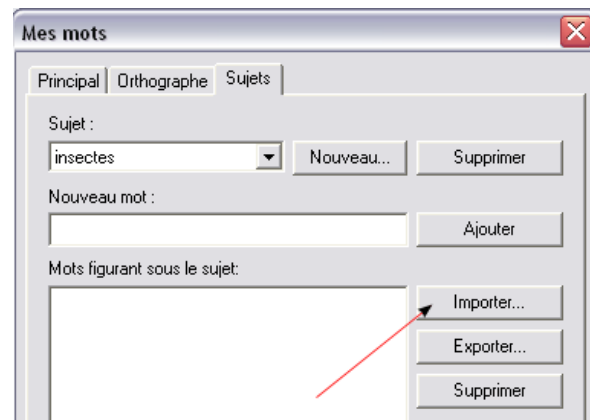 Mes mots
Principal Orthographe Sujets
Sujet :
insectes Nouveau... Supprimer
Nouveau mot :
Ajouter
Mots figurant sous le sujet:
Importer...
Exporter...
Supprimer